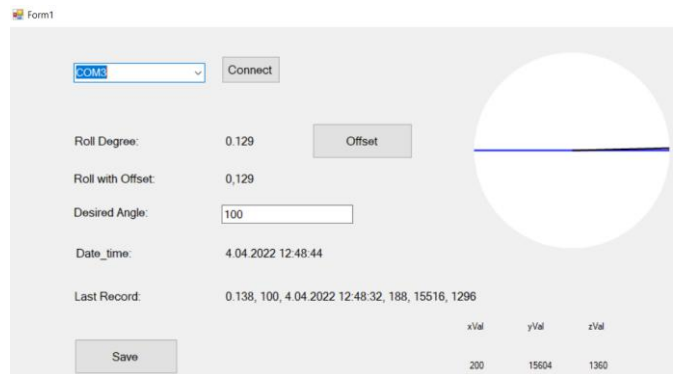 Form1
COM3 Connect
Roll Degree: 0.129 Offset
Roll with Offset: 0,129
Desired Angle: 100
Date_time: 4.04.2022 12:48:44
Last Record: 0.138, 100, 4.04.2022 12:48:32, 188, 15516, 1296
xVal yVal zVal
Save
200 15604 1360